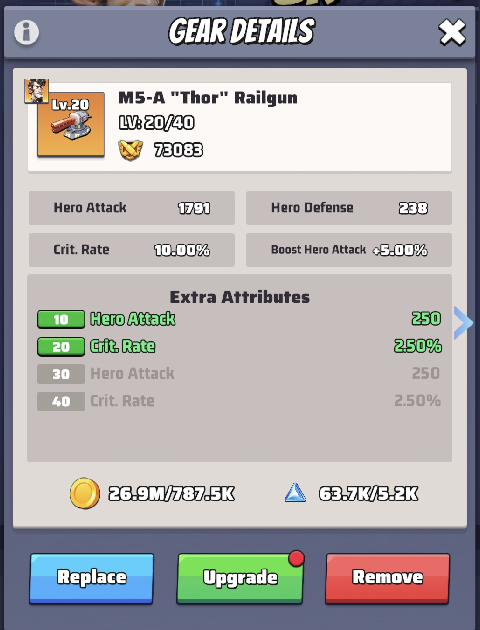 GEAR DETAILS
Lv.20
M5-A "Thor" Railgun
LV: 20/40
73083
Hero Attack 1791
Hero Defense 238
Crit. Rate 10.00%
Boost Hero Attack +5.00%
Extra Attributes
10 Hero Attack 250
20 Crit. Rate 2.50%
30 Hero Attack 250
40 Crit. Rate 2.50%
26.9M/787.5K
63.7K/5.2K
Replace
Upgrade
Remove